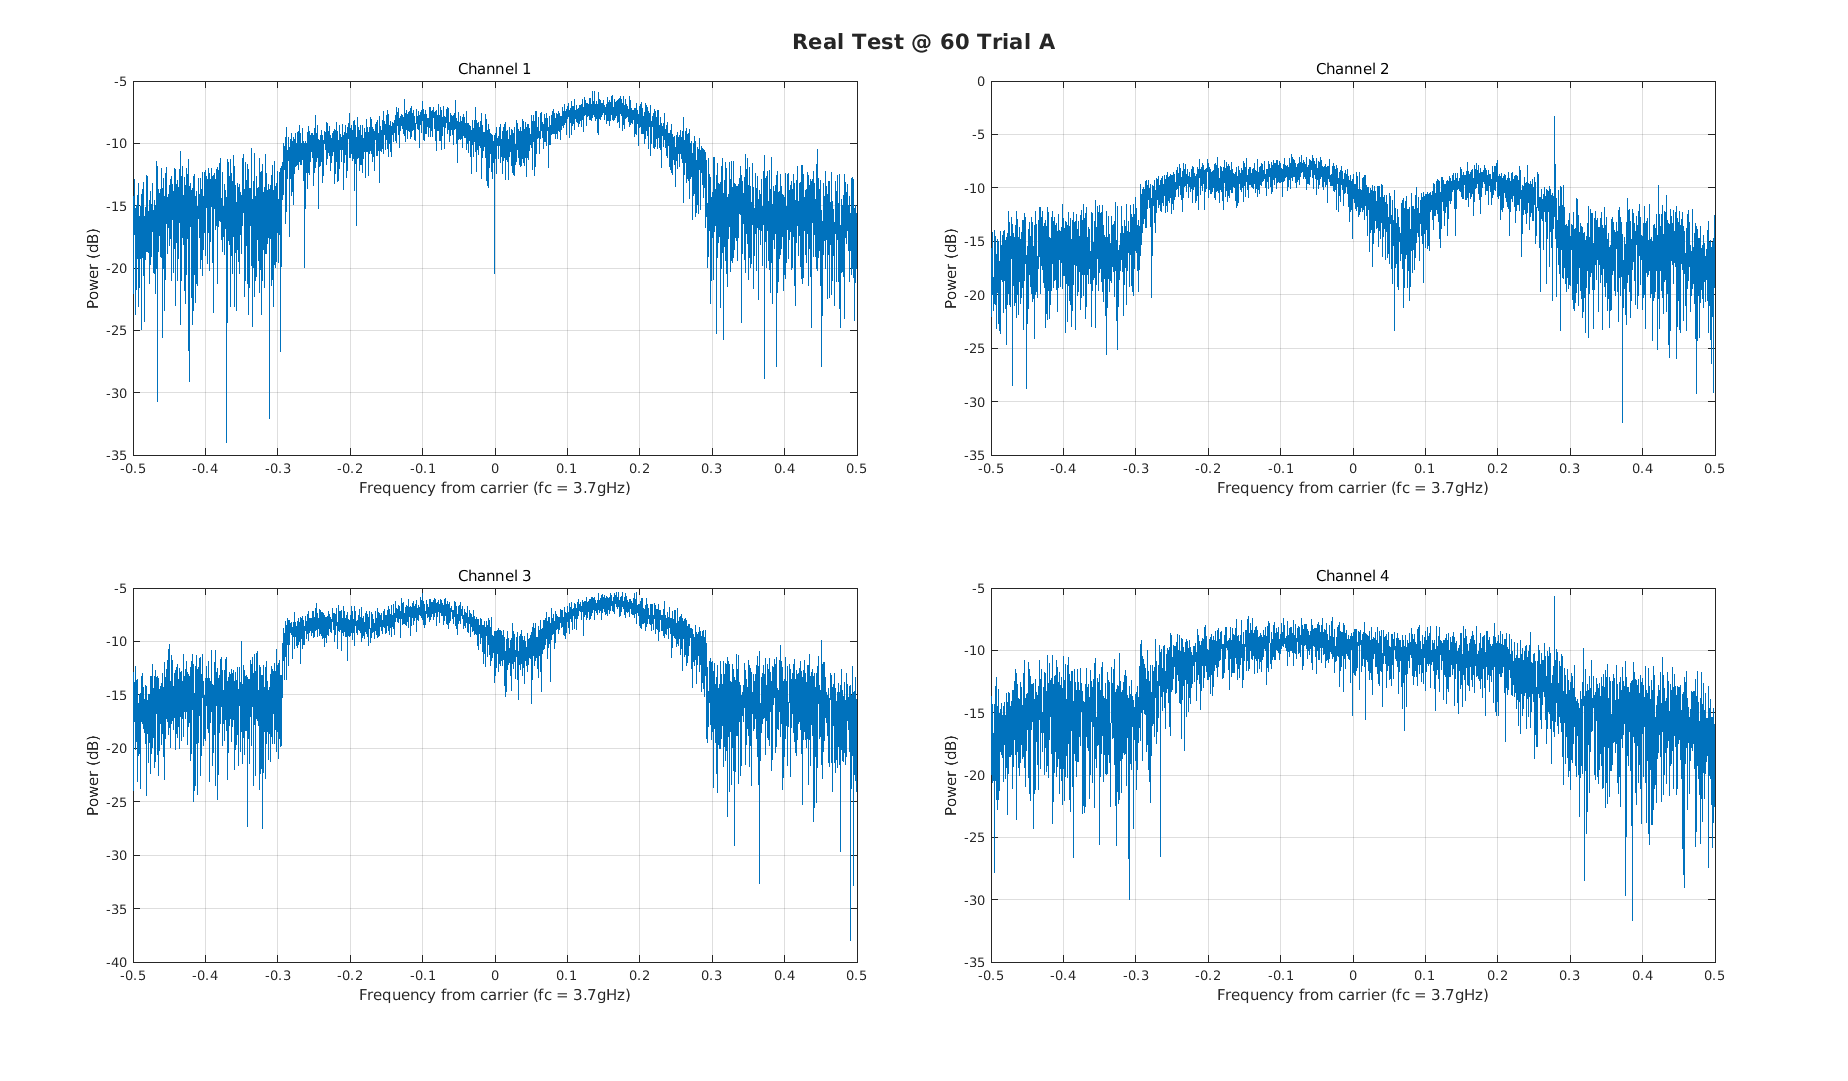 Real Test @ 60 Trial A
Channel 1
-5
-10
-15
-20
-25
-30
-35
Power (dB)
-0.5 -0.4 -0.3 -0.2 -0.1 0 0.1 0.2 0.3 0.4 0.5
Frequency from carrier (fc = 3.7gHz)
Channel 2
0
-5
-10
-15
-20
-25
-30
-35
Power (dB)
-0.5 -0.4 -0.3 -0.2 -0.1 0 0.1 0.2 0.3 0.4 0.5
Frequency from carrier (fc = 3.7gHz)
Channel 3
-5
-10
-15
-20
-25
-30
-35
-40
Power (dB)
-0.5 -0.4 -0.3 -0.2 -0.1 0 0.1 0.2 0.3 0.4 0.5
Frequency from carrier (fc = 3.7gHz)
Channel 4
-5
-10
-15
-20
-25
-30
-35
Power (dB)
-0.5 -0.4 -0.3 -0.2 -0.1 0 0.1 0.2 0.3 0.4 0.5
Frequency from carrier (fc = 3.7gHz)